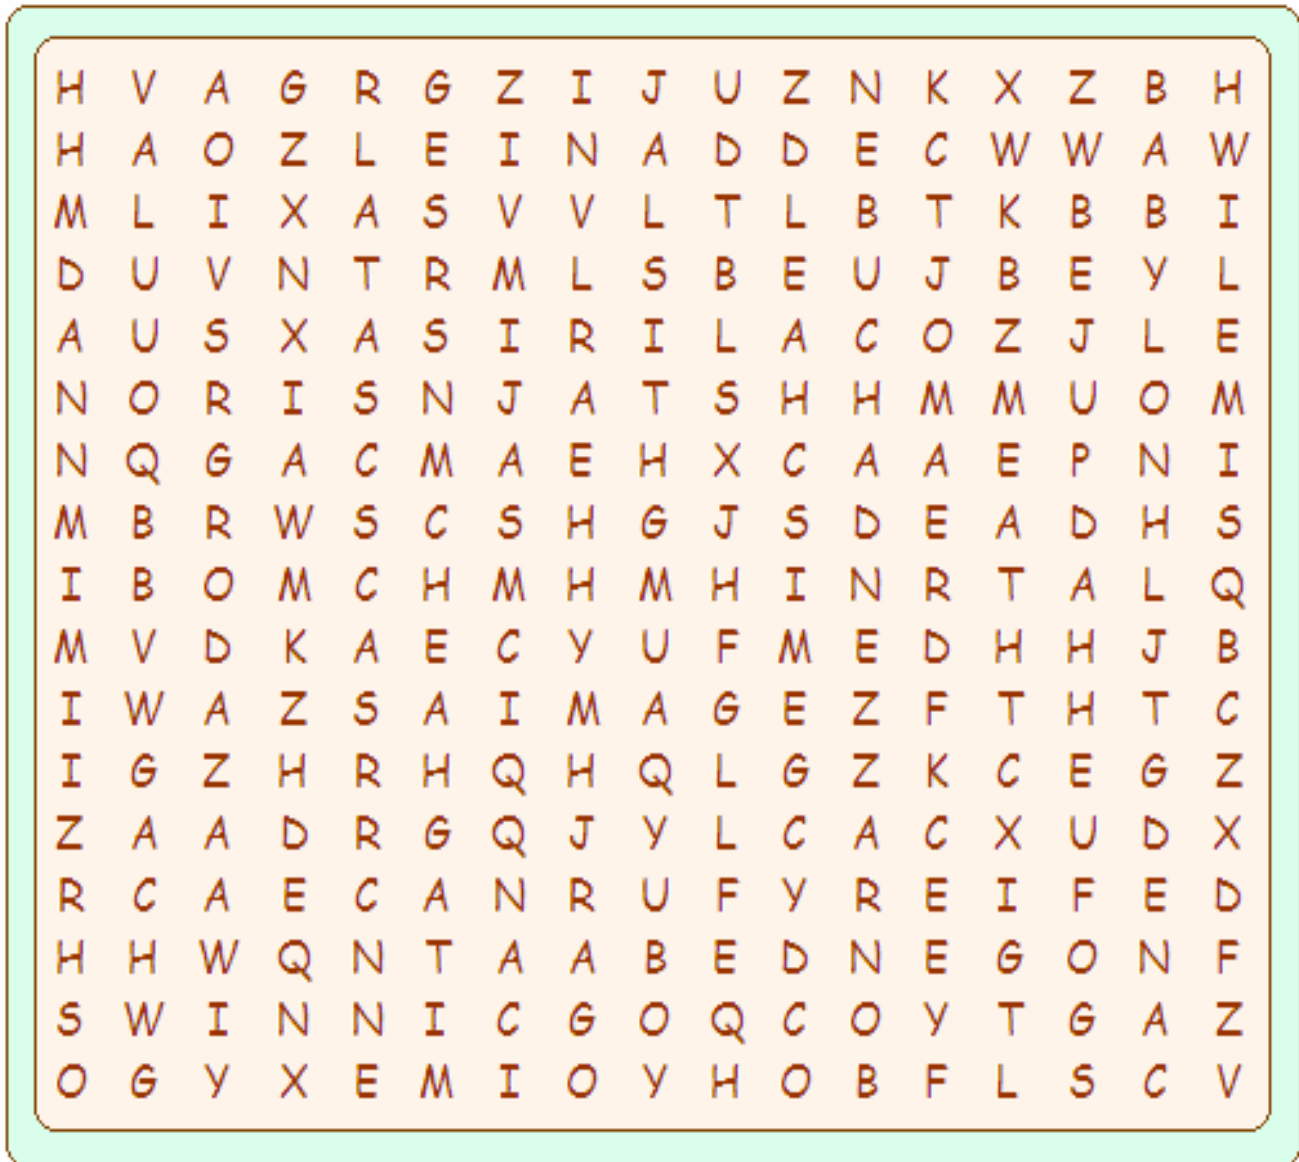 H V A G R G Z I J U Z N K X Z B H
H A O Z L E I N A D D E C W W A W
M L I X A S V V L T L B T K B B I
D U V N T R M L S B E U J B E Y L
A U S X A S I R I L A C O Z J L E
N O R I S N J A T S H H M M U O M
N Q G A C M A E H X C A A E P N I
M B R W S C S H G J S D E A D H S
I B O M C H M H M H I N R T A L Q
M V D K A E C Y U F M E D H H J B
I W A Z S A I M A G E Z F T H T C
I G Z H R H Q H Q L G Z K C E G Z
Z A A D R G Q J Y L C A C X U D X
R C A E C A N R U F Y R E I F E D
H H W Q N T A A B E D N E G O N F
S W I N N I C G O Q C O Y T G A Z
O G Y X E M I O Y H O B F L S C V